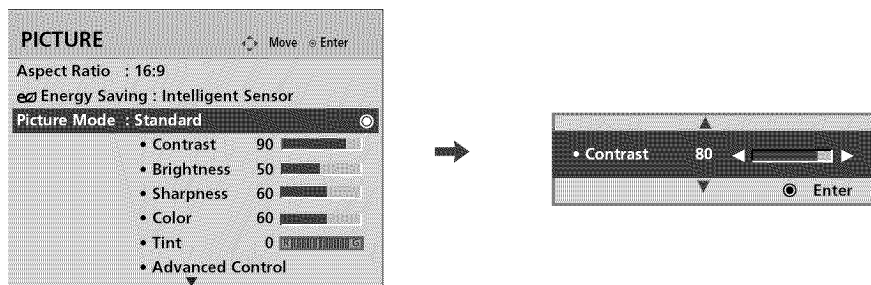 PICTURE
Move Enter
Aspect Ratio : 16:9
eco Energy Saving : Intelligent Sensor
Picture Mode : Standard
• Contrast 90
• Brightness 50
• Sharpness 60
• Color 60
• Tint 0 R G
• Advanced Control
• Contrast 80
Enter